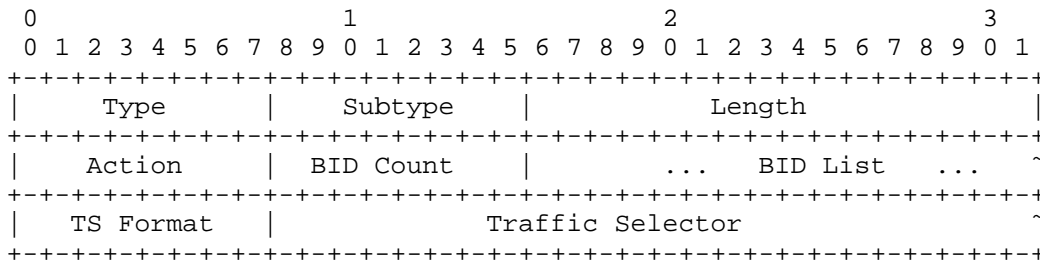 0                   1                   2                   3
 0 1 2 3 4 5 6 7 8 9 0 1 2 3 4 5 6 7 8 9 0 1 2 3 4 5 6 7 8 9 0 1
+-+-+-+-+-+-+-+-+-+-+-+-+-+-+-+-+-+-+-+-+-+-+-+-+-+-+-+-+-+-+-+-+
|     Type      |    Subtype    |           Length              |
+-+-+-+-+-+-+-+-+-+-+-+-+-+-+-+-+-+-+-+-+-+-+-+-+-+-+-+-+-+-+-+-+
|     Action    |  BID Count    |        ...   BID List   ...   ~
+-+-+-+-+-+-+-+-+-+-+-+-+-+-+-+-+-+-+-+-+-+-+-+-+-+-+-+-+-+-+-+-+
|   TS Format   |             Traffic Selector                  ~
+-+-+-+-+-+-+-+-+-+-+-+-+-+-+-+-+-+-+-+-+-+-+-+-+-+-+-+-+-+-+-+-+